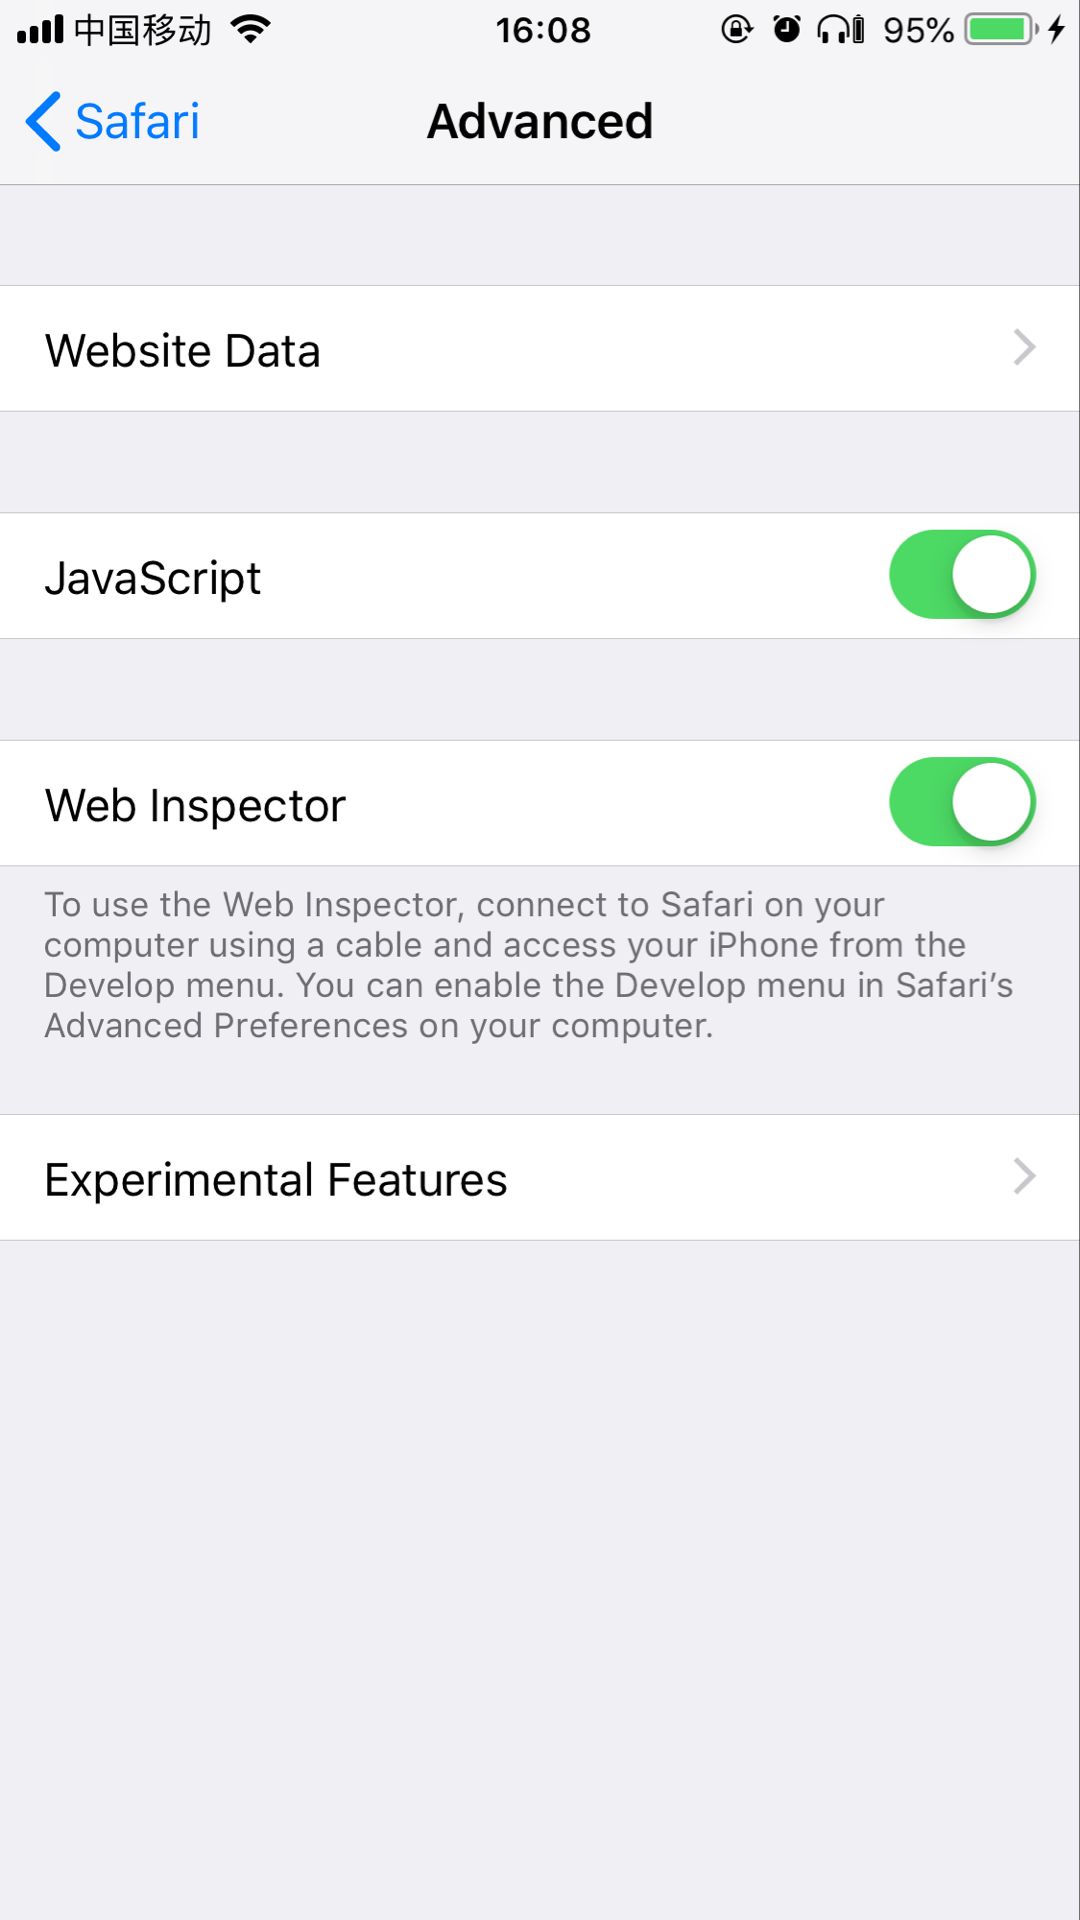 中国移动
16:08
95%
Safari
Advanced
Website Data
JavaScript
Web Inspector
To use the Web Inspector, connect to Safari on your
computer using a cable and access your iPhone from the
Develop menu. You can enable the Develop menu in Safari’s
Advanced Preferences on your computer.
Experimental Features